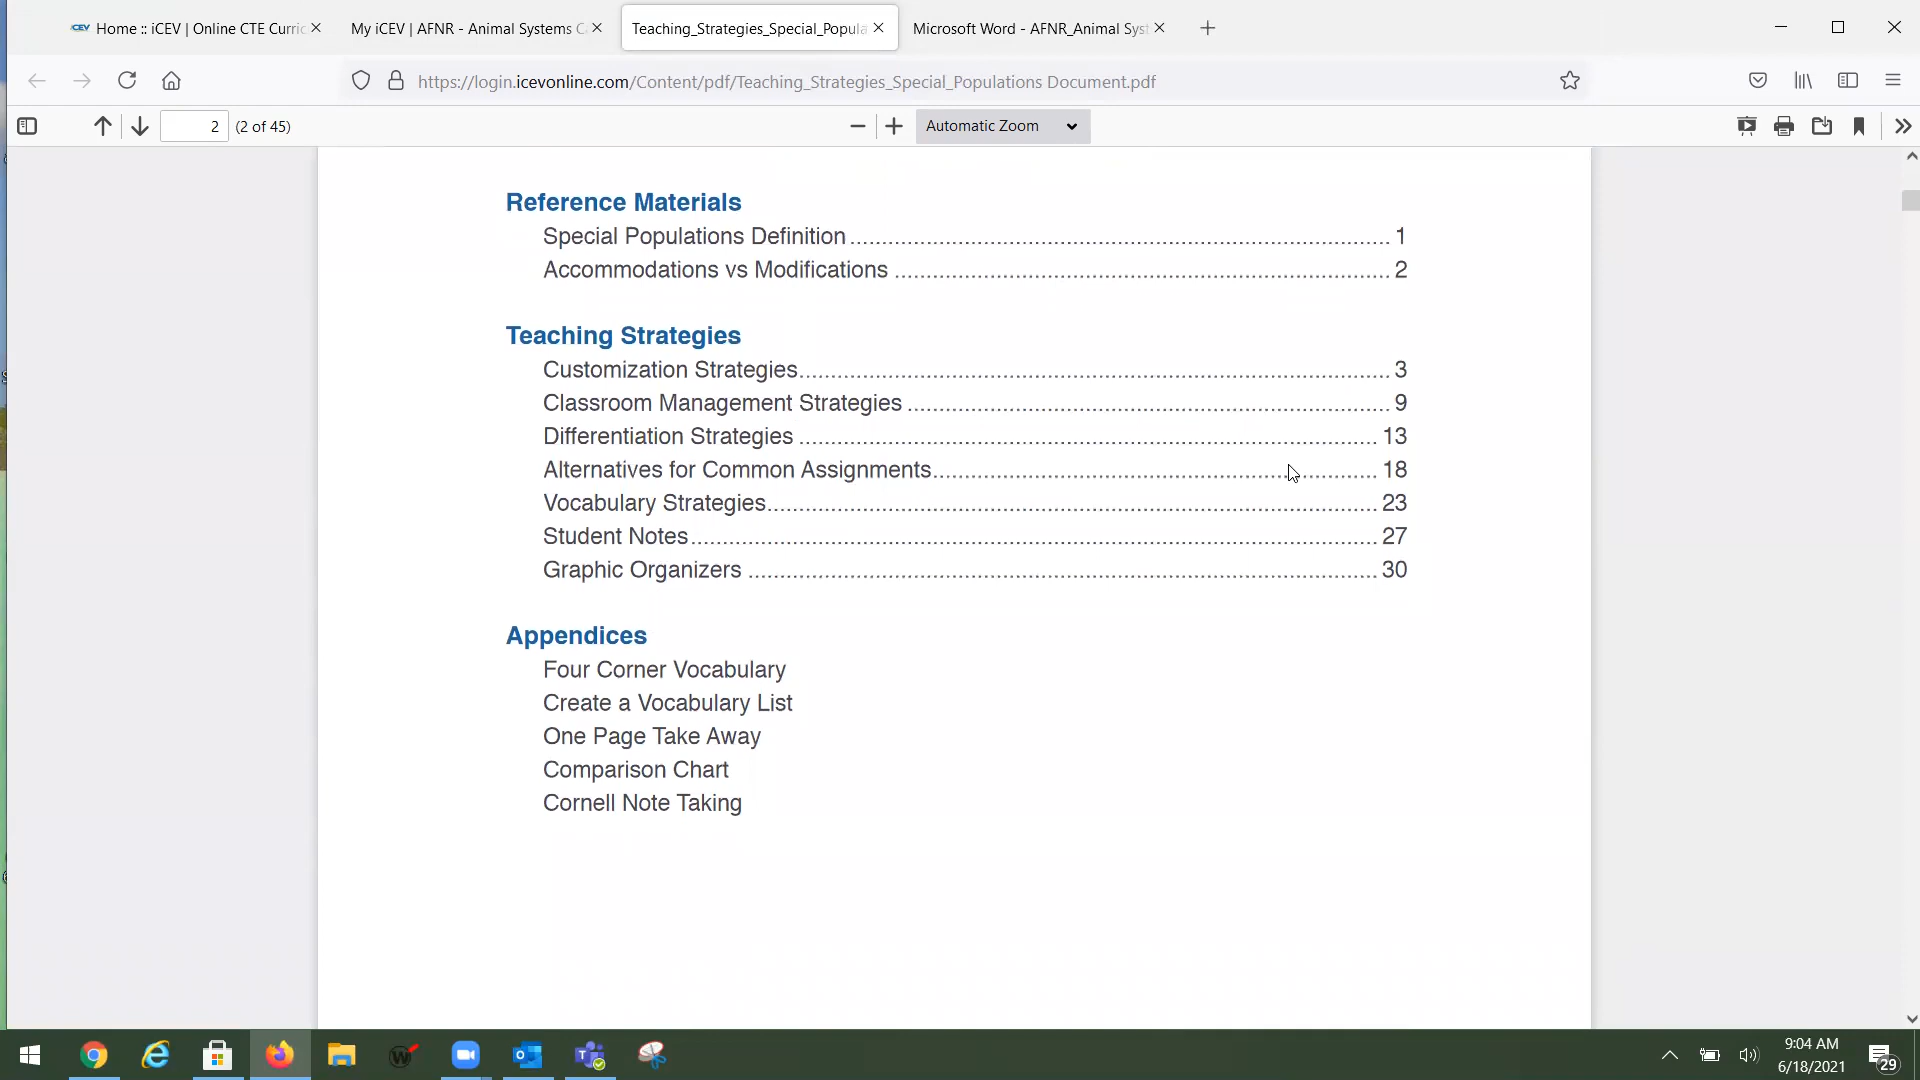 iCEV Home :: iCEV | Online CTE Curric
My iCEV | AFNR - Animal Systems C
Teaching_Strategies_Special_Popula
Microsoft Word - AFNR_Animal Sys
https://login.icevonline.com/Content/pdf/Teaching_Strategies_Special_Populations Document.pdf
2 (2 of 45)
Automatic Zoom
Reference Materials
Special Populations Definition 1
Accommodations vs Modifications 2
Teaching Strategies
Customization Strategies 3
Classroom Management Strategies 9
Differentiation Strategies 13
Alternatives for Common Assignments 18
Vocabulary Strategies 23
Student Notes 27
Graphic Organizers 30
Appendices
Four Corner Vocabulary
Create a Vocabulary List
One Page Take Away
Comparison Chart
Cornell Note Taking
9:04 AM
6/18/2021
29